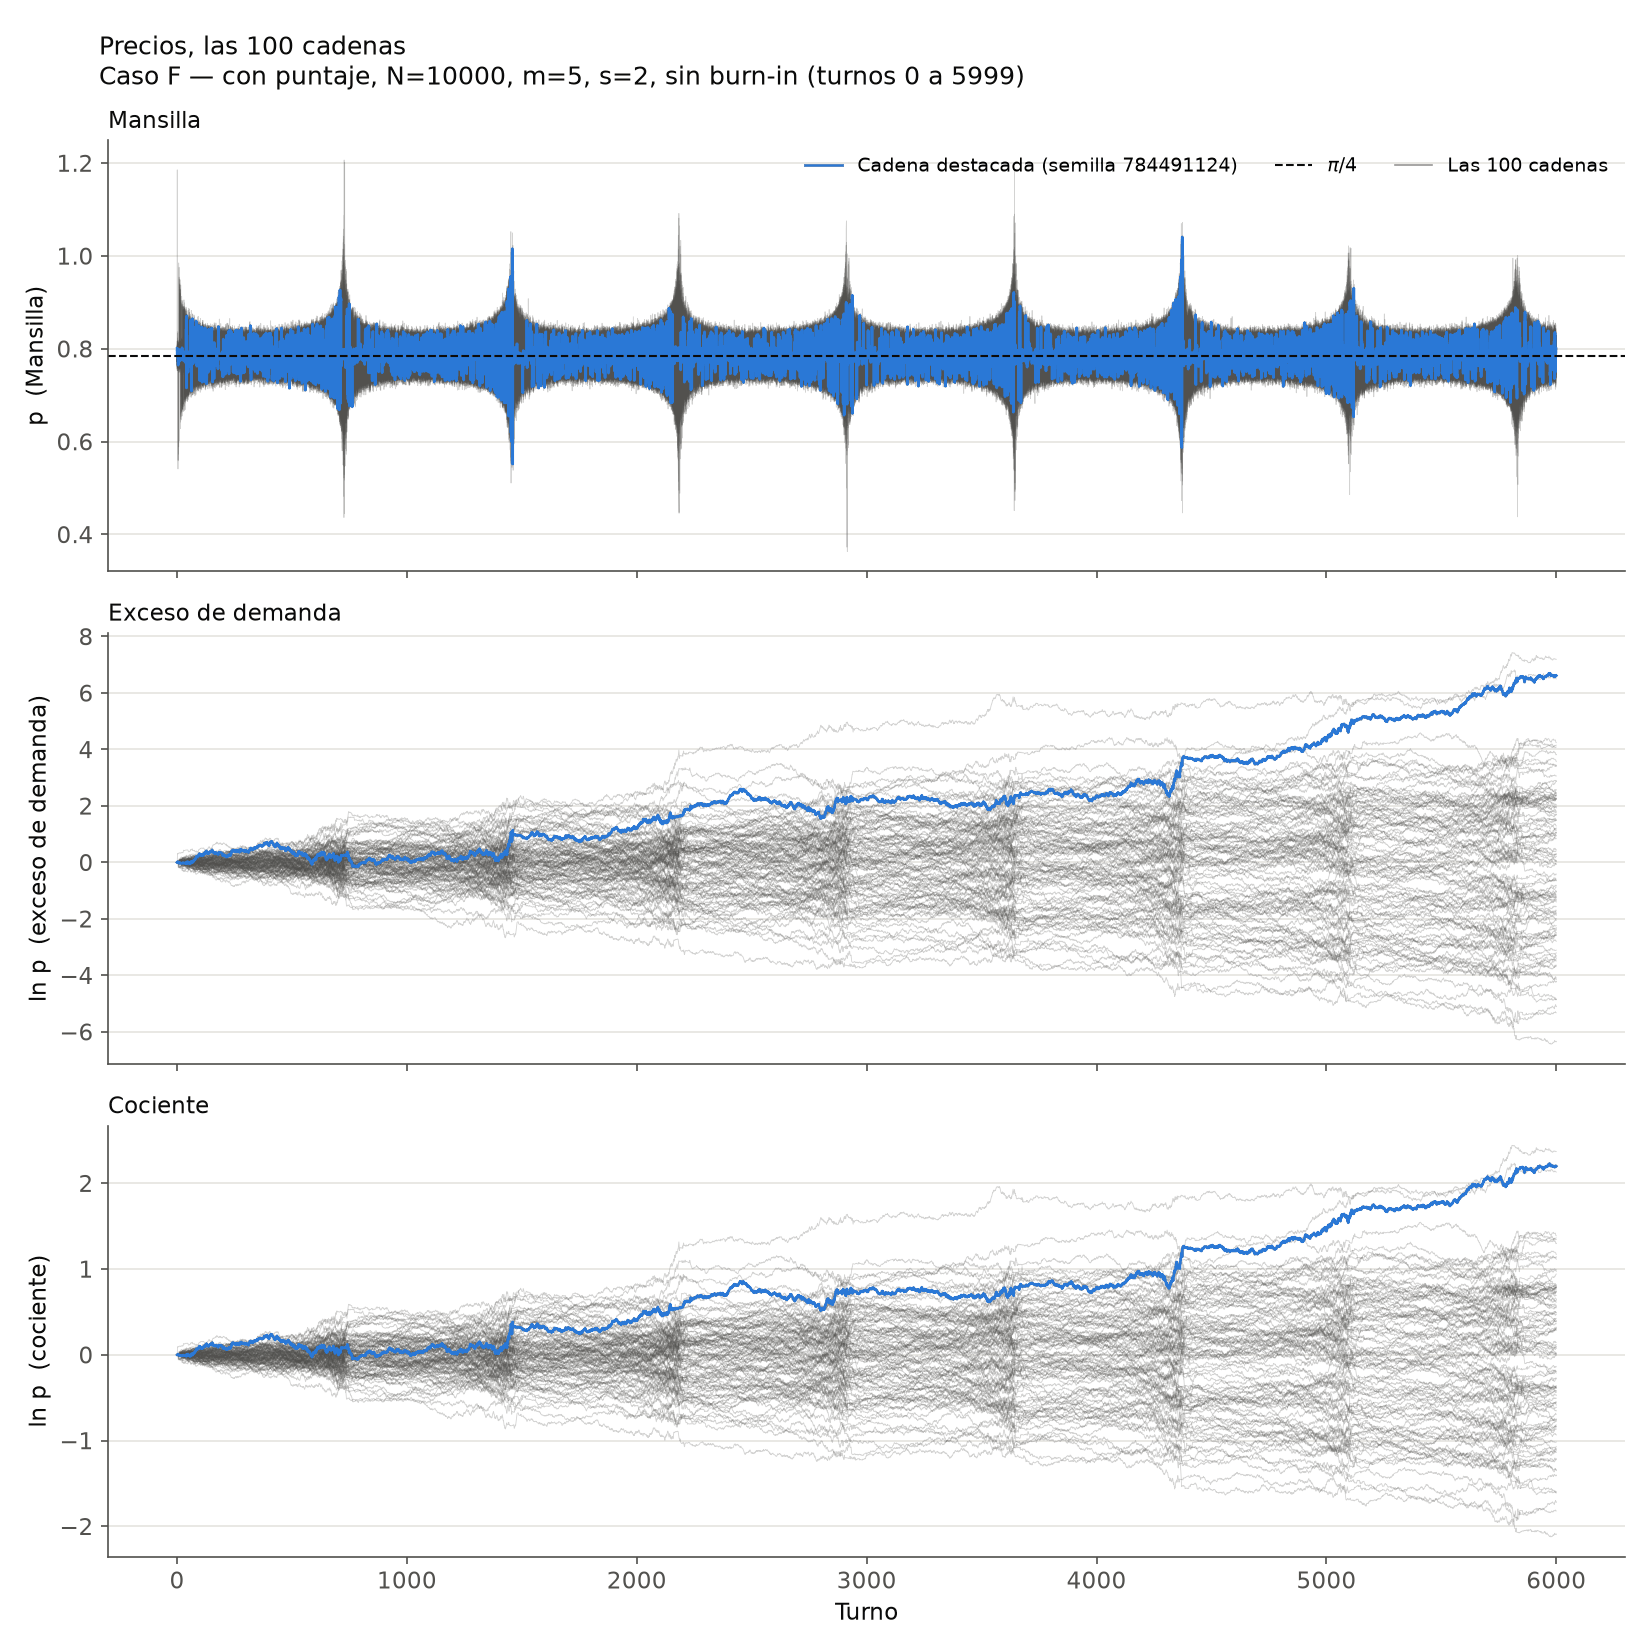 Precios, las 100 cadenas
Caso F — con puntaje, N=10000, m=5, s=2, sin burn-in (turnos 0 a 5999)
Mansilla
Cadena destacada (semilla 784491124)
π/4
Las 100 cadenas
1.2
1.0
0.8
0.6
0.4
p (Mansilla)
Exceso de demanda
8
6
4
2
0
−2
−4
−6
ln p (exceso de demanda)
Cociente
2
1
0
−1
−2
ln p (cociente)
0 1000 2000 3000 4000 5000 6000
Turno